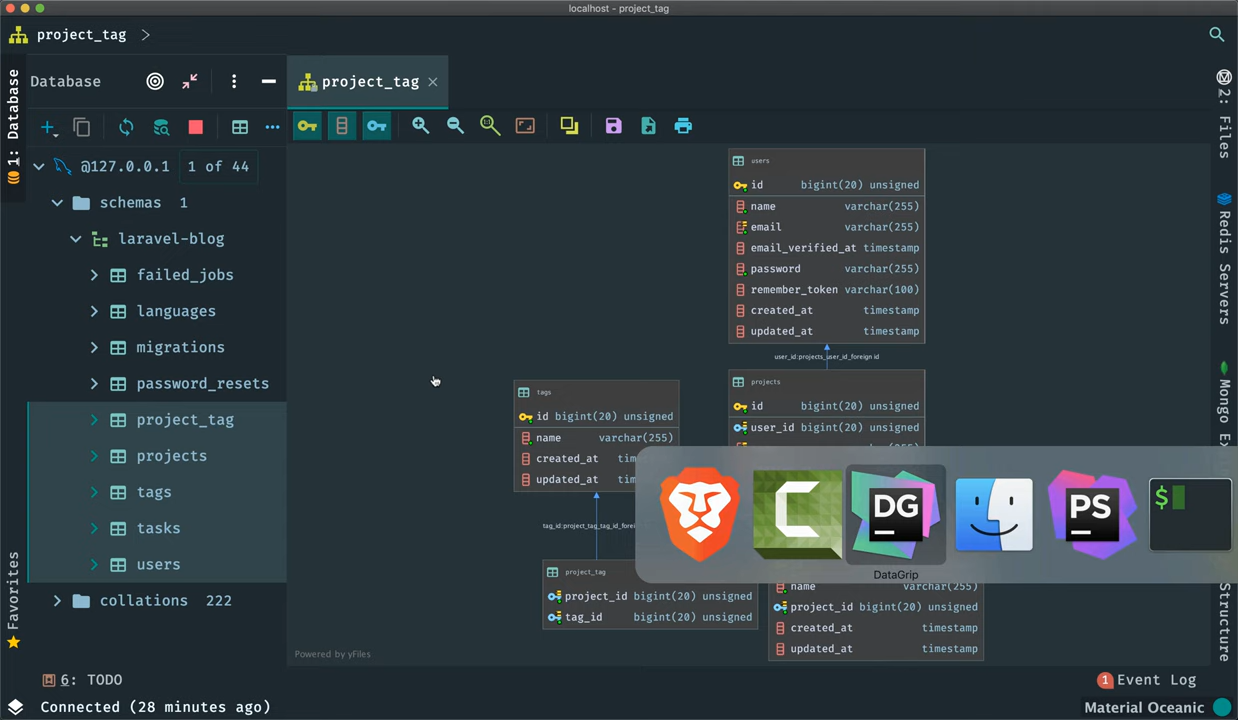 localhost - project_tag
project_tag
1: Database
Database
project_tag
@127.0.0.1 1 of 44
schemas 1
laravel-blog
failed_jobs
languages
migrations
password_resets
project_tag
projects
tags
tasks
users
collations 222
users
id bigint(20) unsigned
name varchar(255)
email varchar(255)
email_verified_at timestamp
password varchar(255)
remember_token varchar(100)
created_at timestamp
updated_at timestamp
user_id:projects_user_id_foreign id
projects
id bigint(20) unsigned
user_id bigint(20) unsigned
tags
id bigint(20) unsigned
name varchar(255)
created_at
updated_at
project_tag
project_id bigint(20) unsigned
tag_id bigint(20) unsigned
name varchar(255)
project_id bigint(20) unsigned
created_at timestamp
updated_at timestamp
C
DG
PS
$
DataGrip
Powered by yFiles
2: Files
Redis Servers
Mongo
Structure
Favorites
6: TODO
1 Event Log
Connected (28 minutes ago)
Material Oceanic